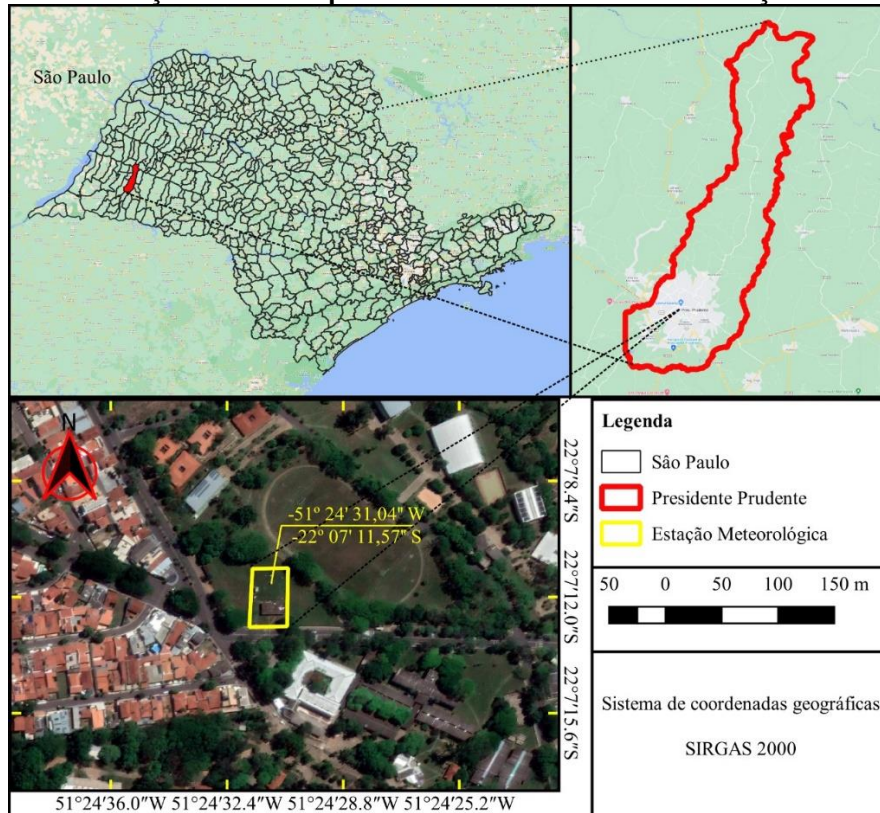 São Paulo
Pres. Prudente
N
-51º 24' 31,04" W
-22º 07' 11,57" S
22°7′8.4″S
22°7′12.0″S
22°7′15.6″S
51°24′36.0″W 51°24′32.4″W 51°24′28.8″W 51°24′25.2″W
Legenda
São Paulo
Presidente Prudente
Estação Meteorológica
50 0 50 100 150 m
Sistema de coordenadas geográficas
SIRGAS 2000